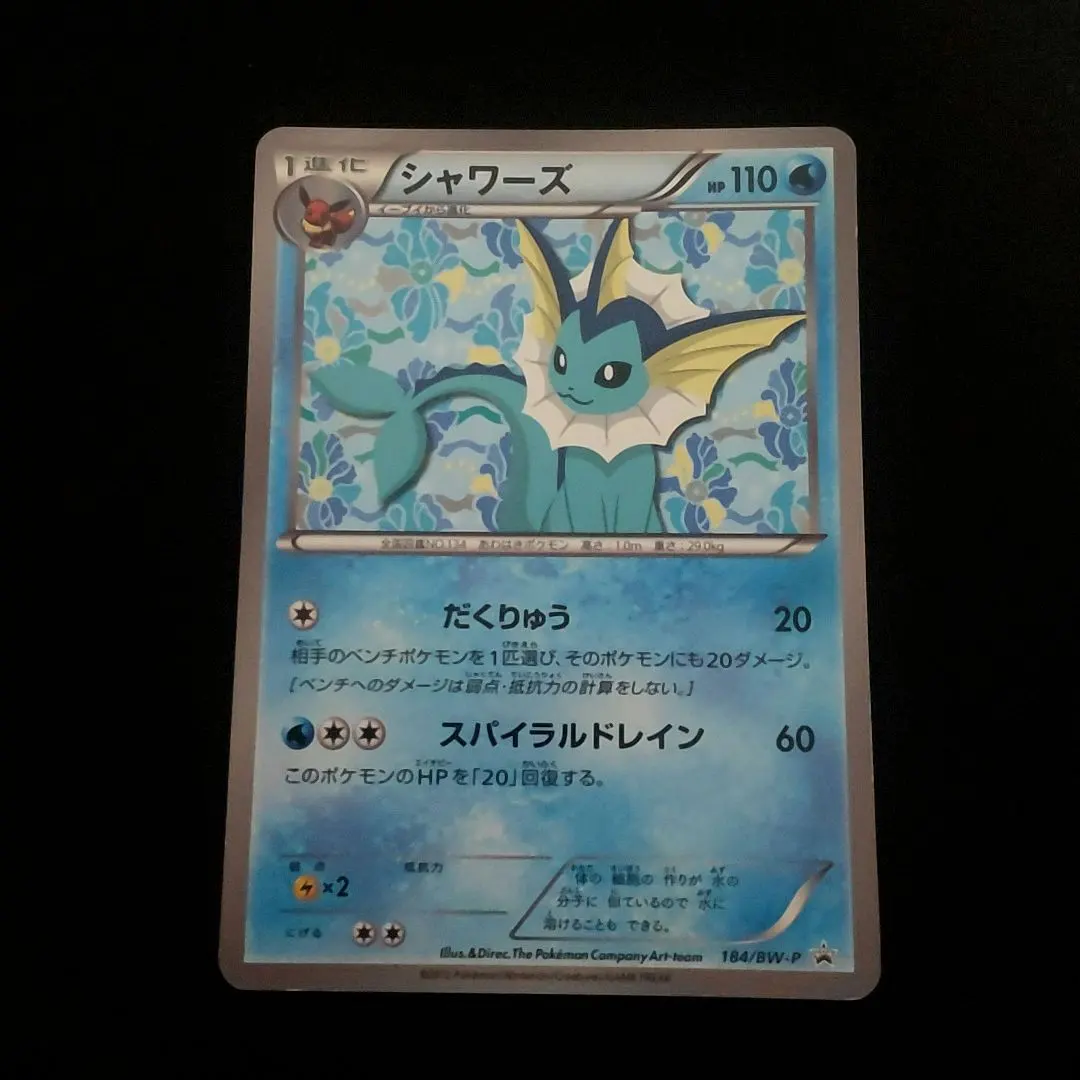 1進化
シャワーズ
HP 110
イーブイから進化
全国図鑑NO.134 あわはきポケモン 高さ:1.0m 重さ:29.0kg
だくりゅう 20
相手のベンチポケモンを1匹選び、そのポケモンにも20ダメージ。
[ベンチへのダメージは弱点・抵抗力の計算をしない。]
スパイラルドレイン 60
このポケモンのHPを「20」回復する。
弱点 抵抗力
×2
にげる
体の 細胞の 作りが 水の
分子に 似ているので 水に
溶けることも できる。
Illus.&Direc.The Pokémon Company Art-team 184/BW-P